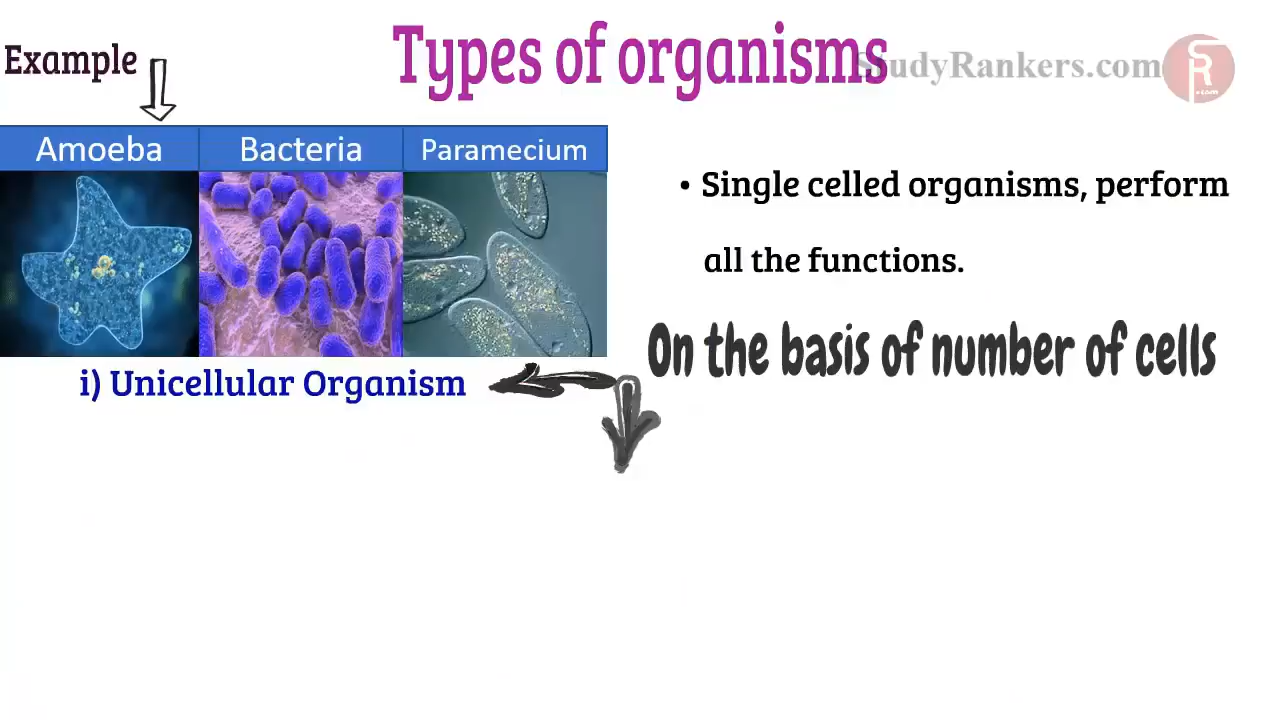 Types of organisms
StudyRankers.com
Example
Amoeba
Bacteria
Paramecium
• Single celled organisms, perform
all the functions.
On the basis of number of cells
i) Unicellular Organism